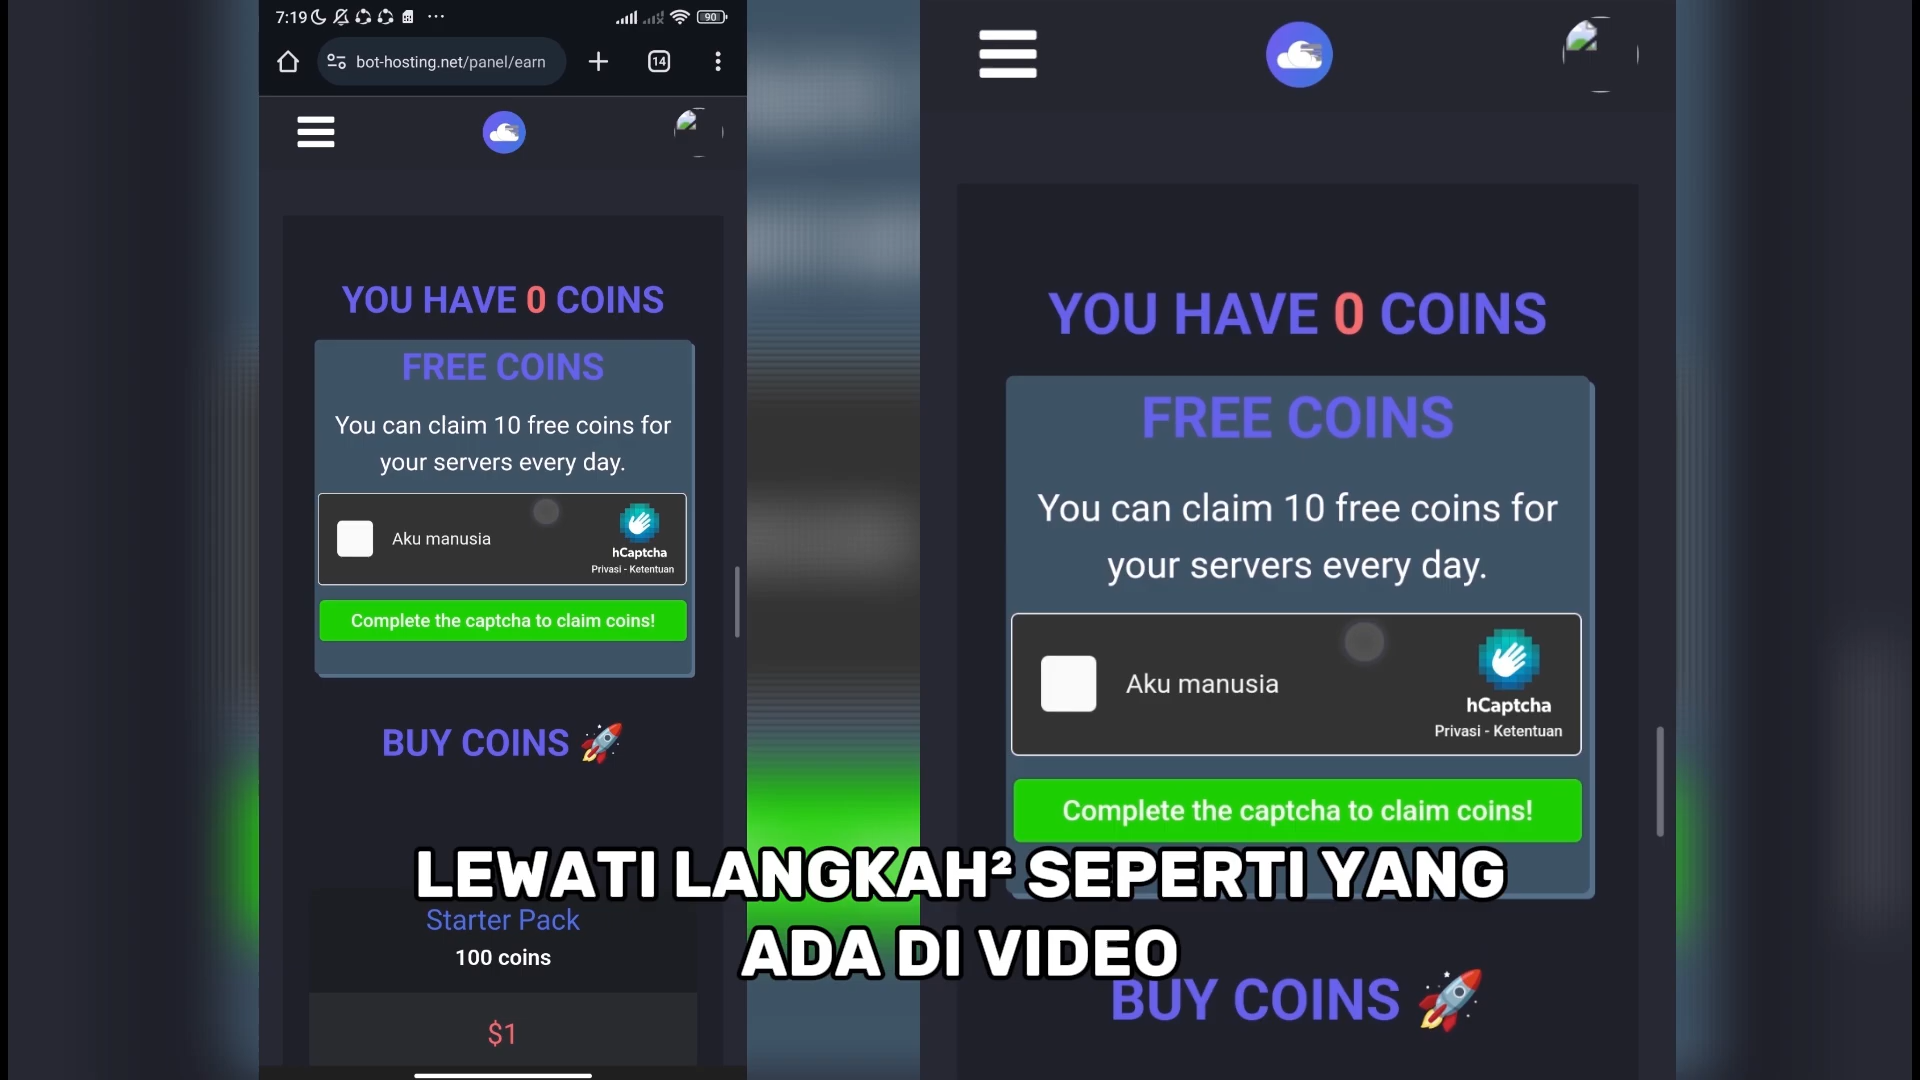 7:19
90
bot-hosting.net/panel/earn
14
YOU HAVE 0 COINS
FREE COINS
You can claim 10 free coins for
your servers every day.
Aku manusia
hCaptcha
Privasi - Ketentuan
Complete the captcha to claim coins!
BUY COINS 🚀
Starter Pack
100 coins
$1
YOU HAVE 0 COINS
FREE COINS
You can claim 10 free coins for
your servers every day.
Aku manusia
hCaptcha
Privasi - Ketentuan
Complete the captcha to claim coins!
BUY COINS 🚀
LEWATI LANGKAH² SEPERTI YANG
ADA DI VIDEO